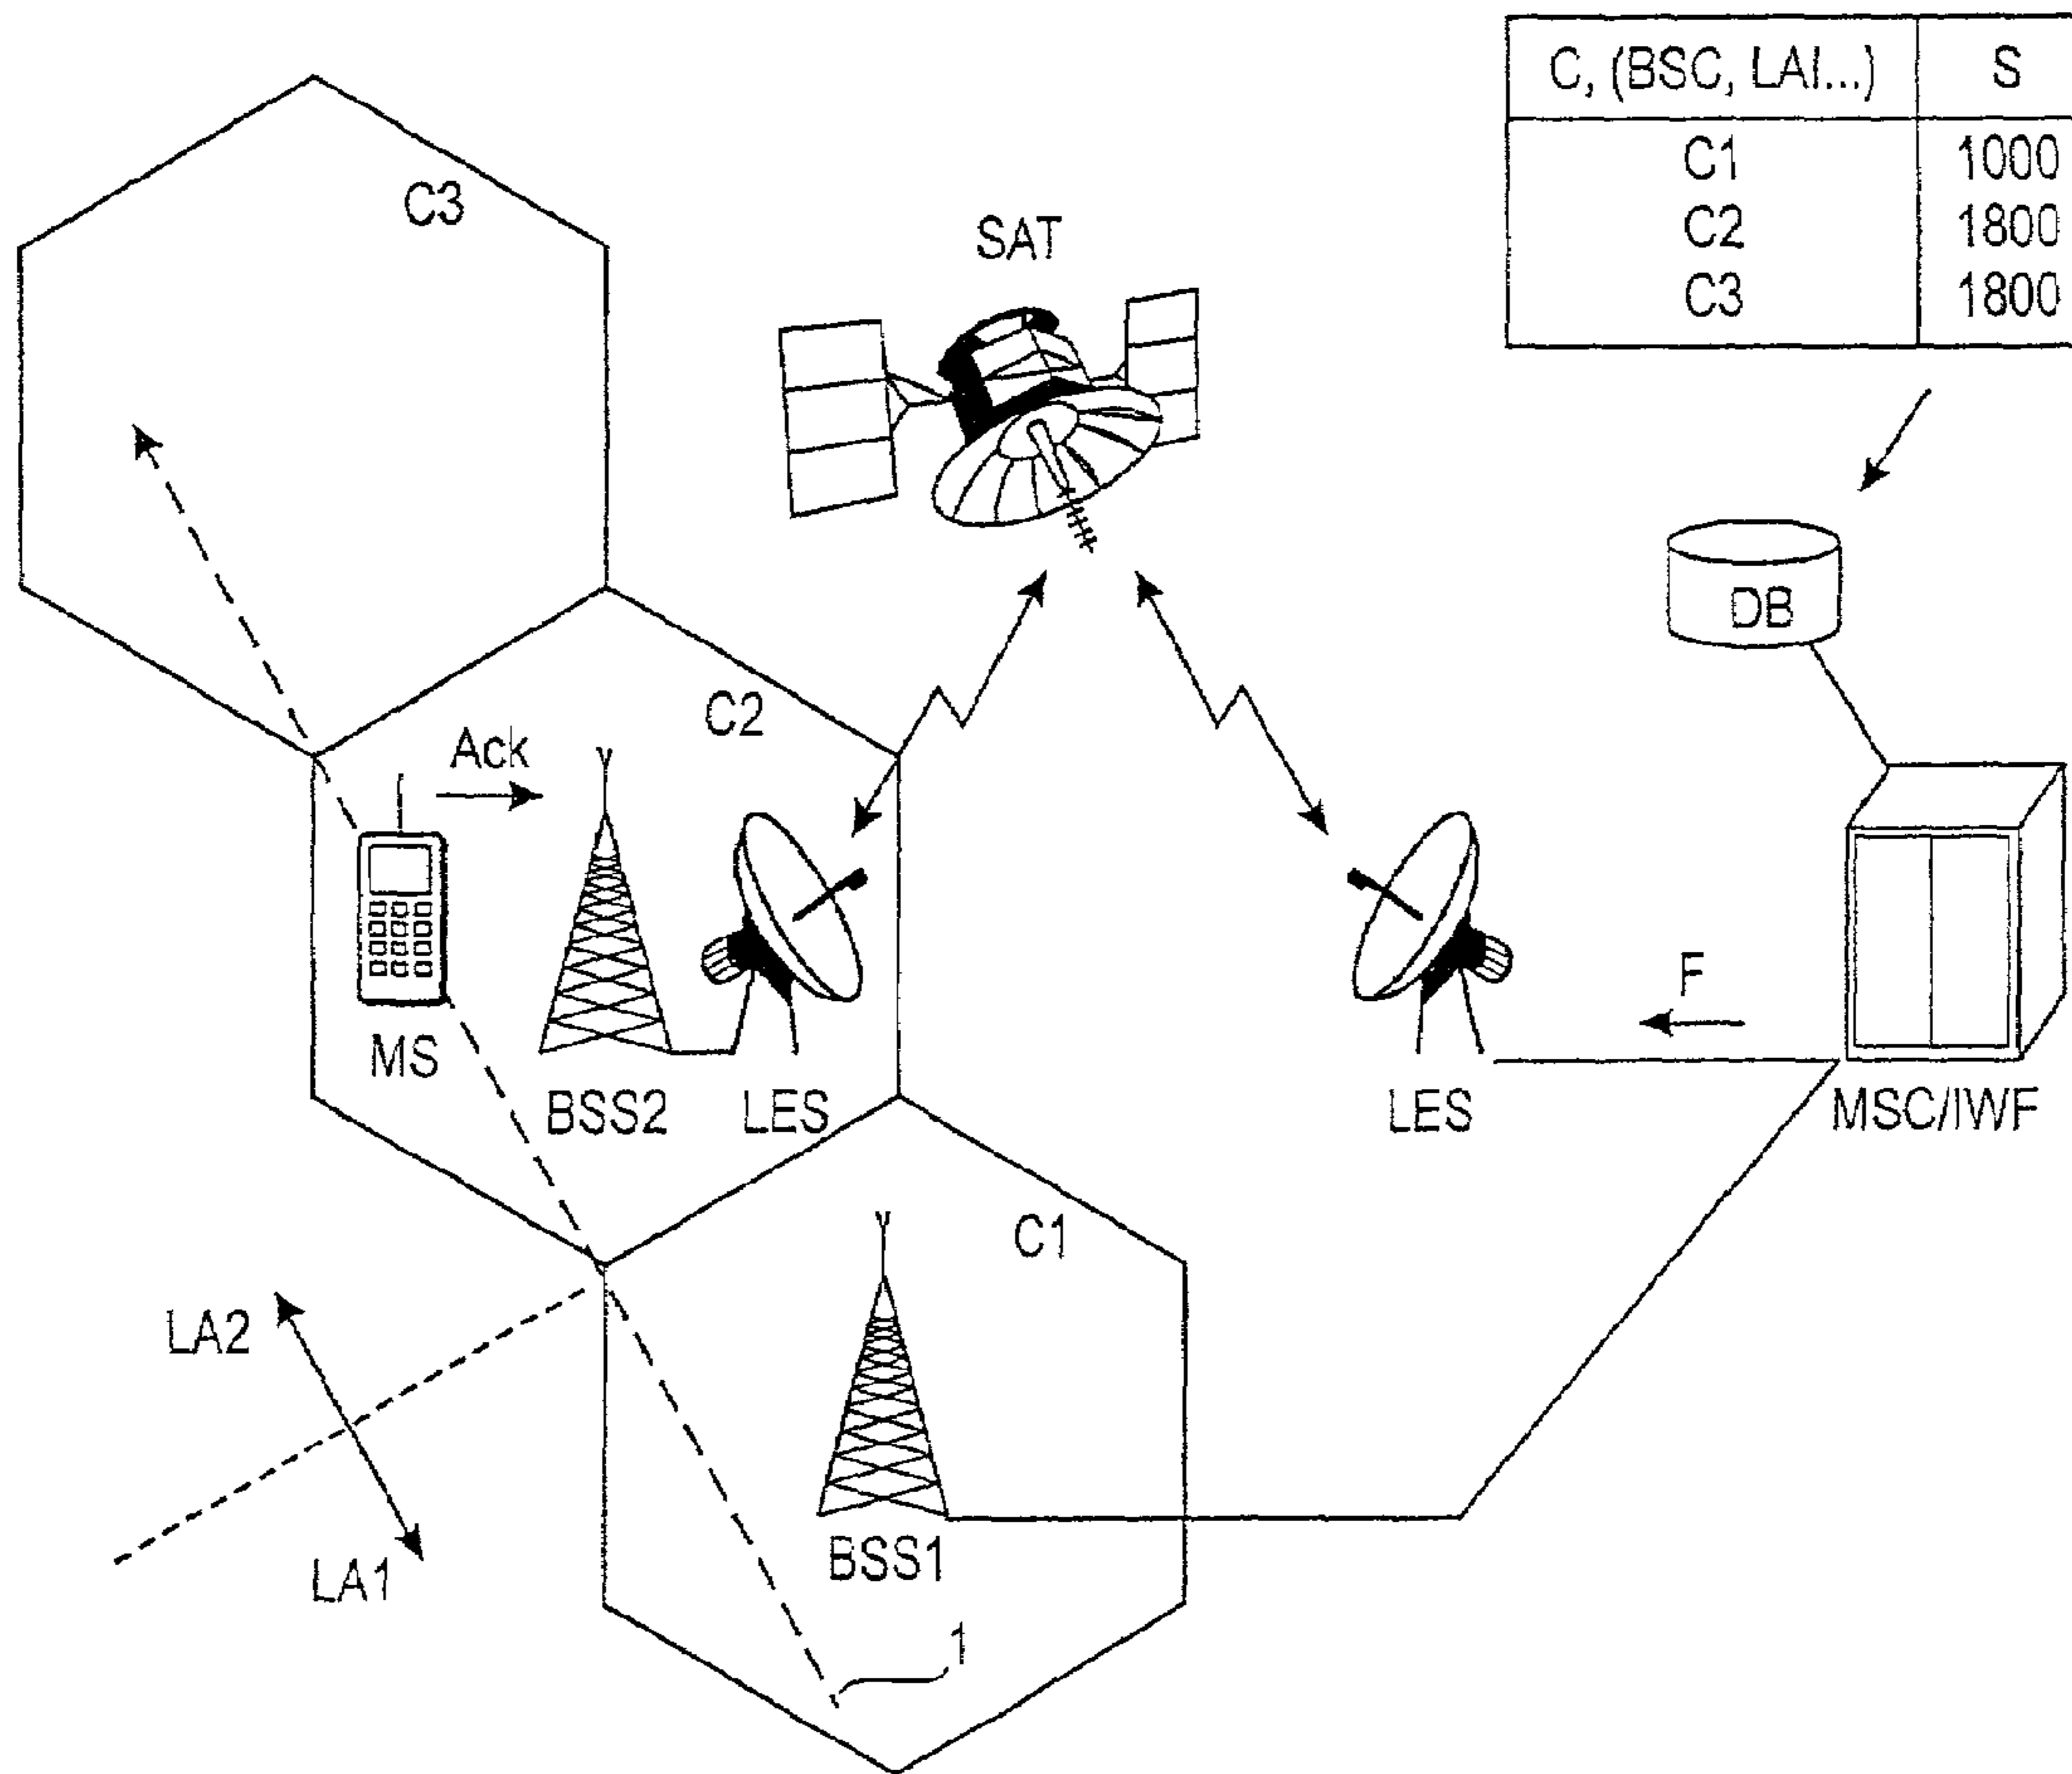 C, (BSC, LAI...) S
C1 1000
C2 1800
C3 1800
C3
SAT
DB
C2
Ack
MS
BSS2
LES
LES
F
MSC/IWF
C1
LA2
LA1
BSS1
1